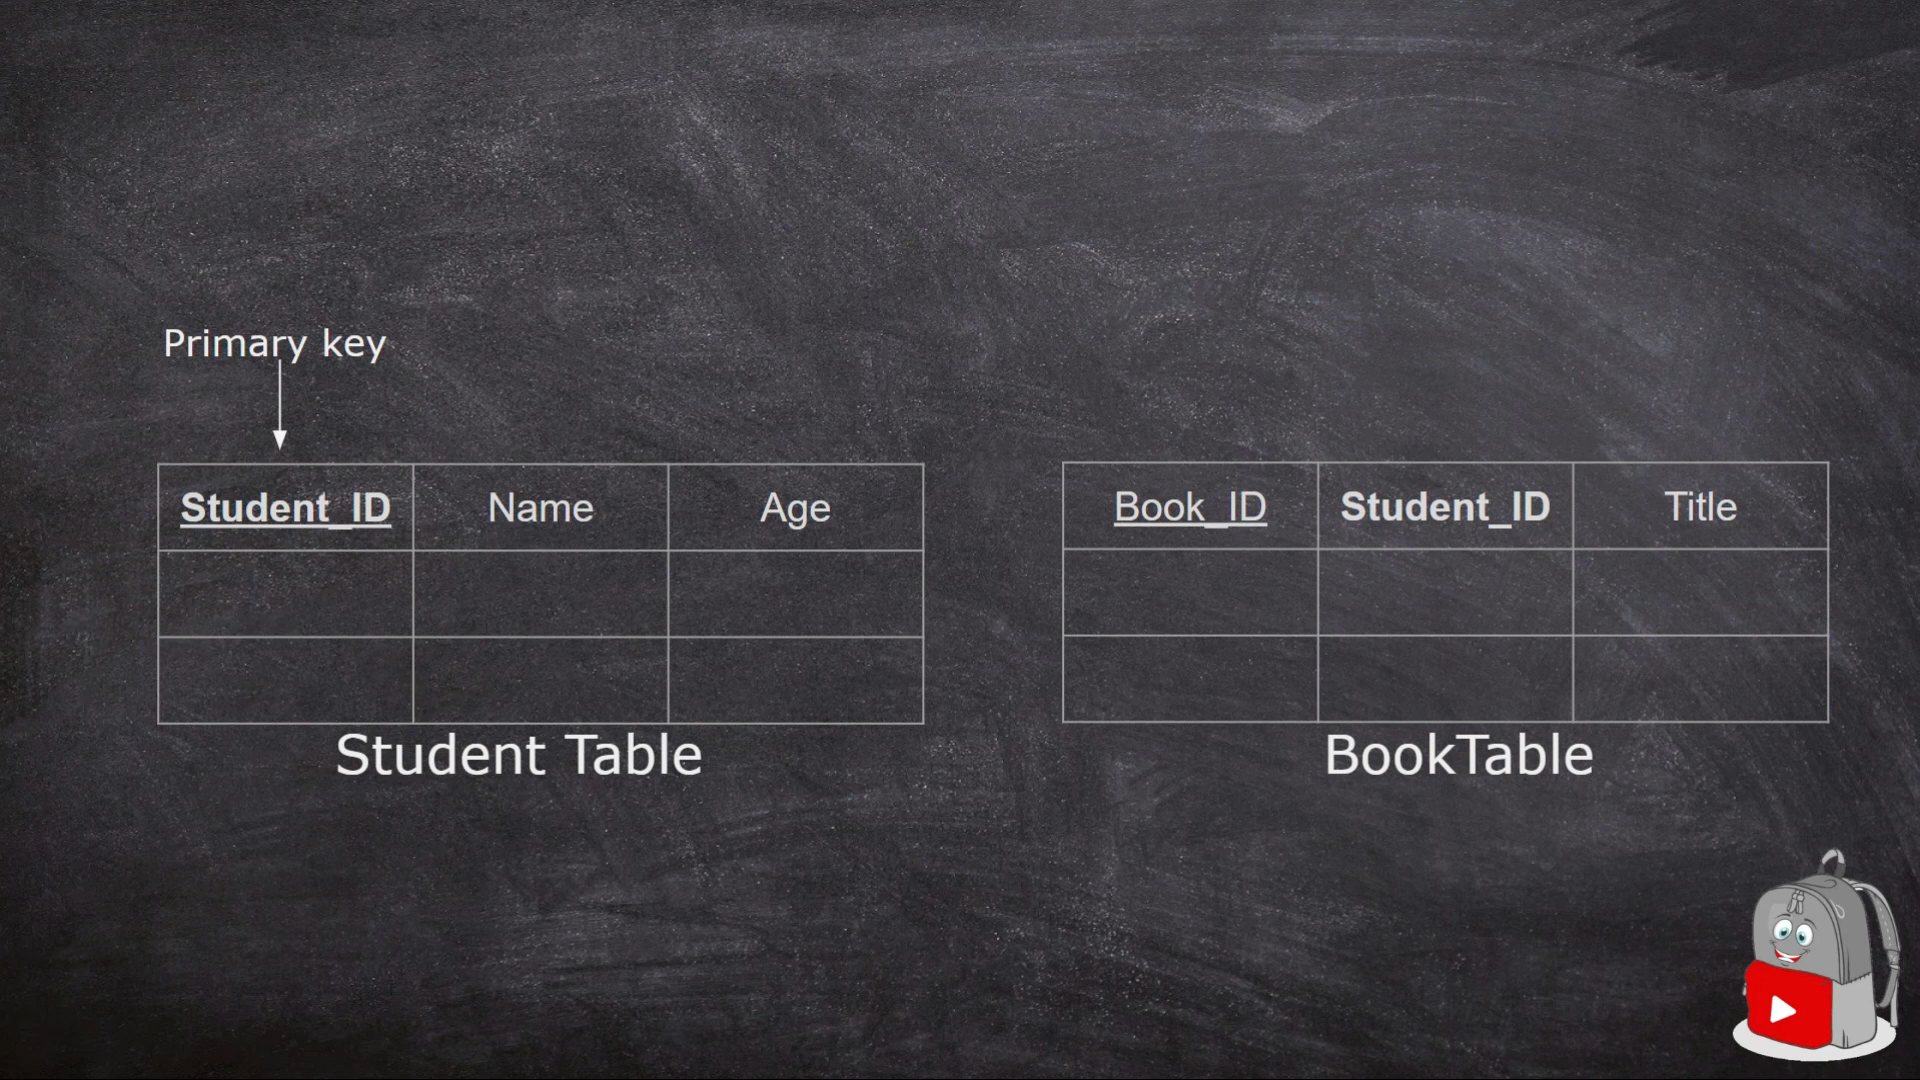 Primary key
Student_ID Name Age
Book_ID Student_ID Title
Student Table
BookTable